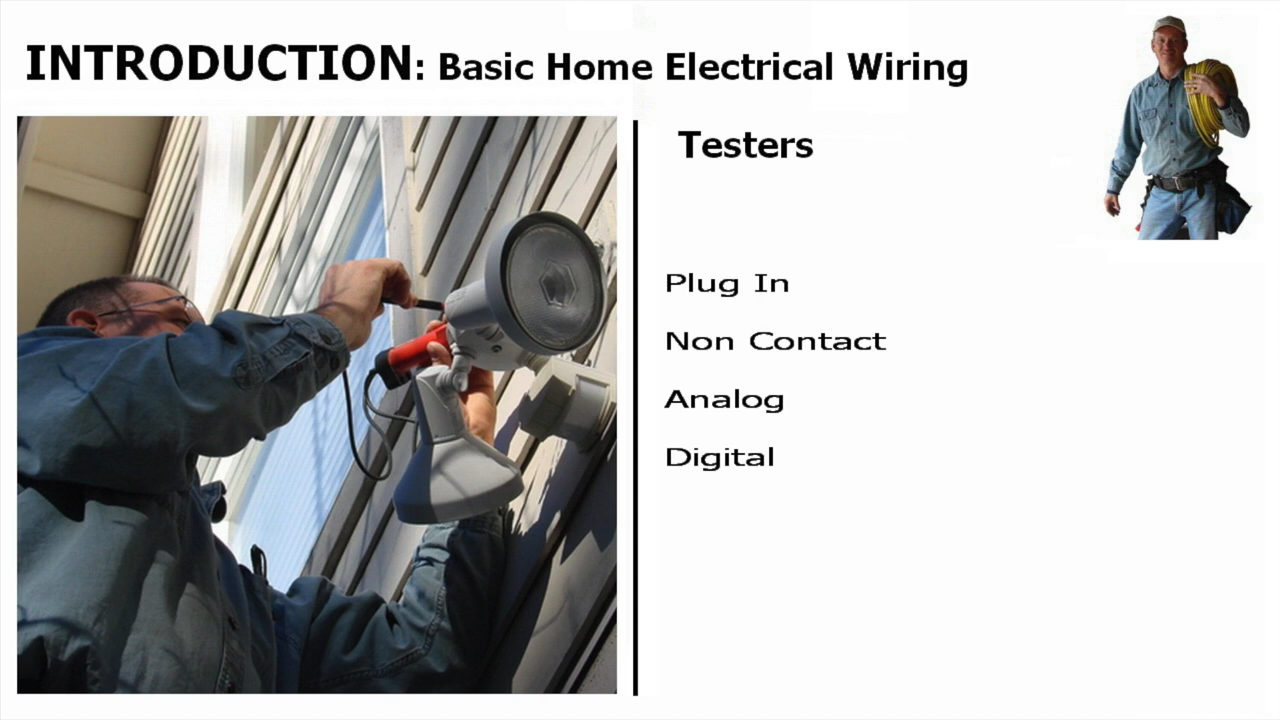 INTRODUCTION: Basic Home Electrical Wiring
Testers
Plug In
Non Contact
Analog
Digital